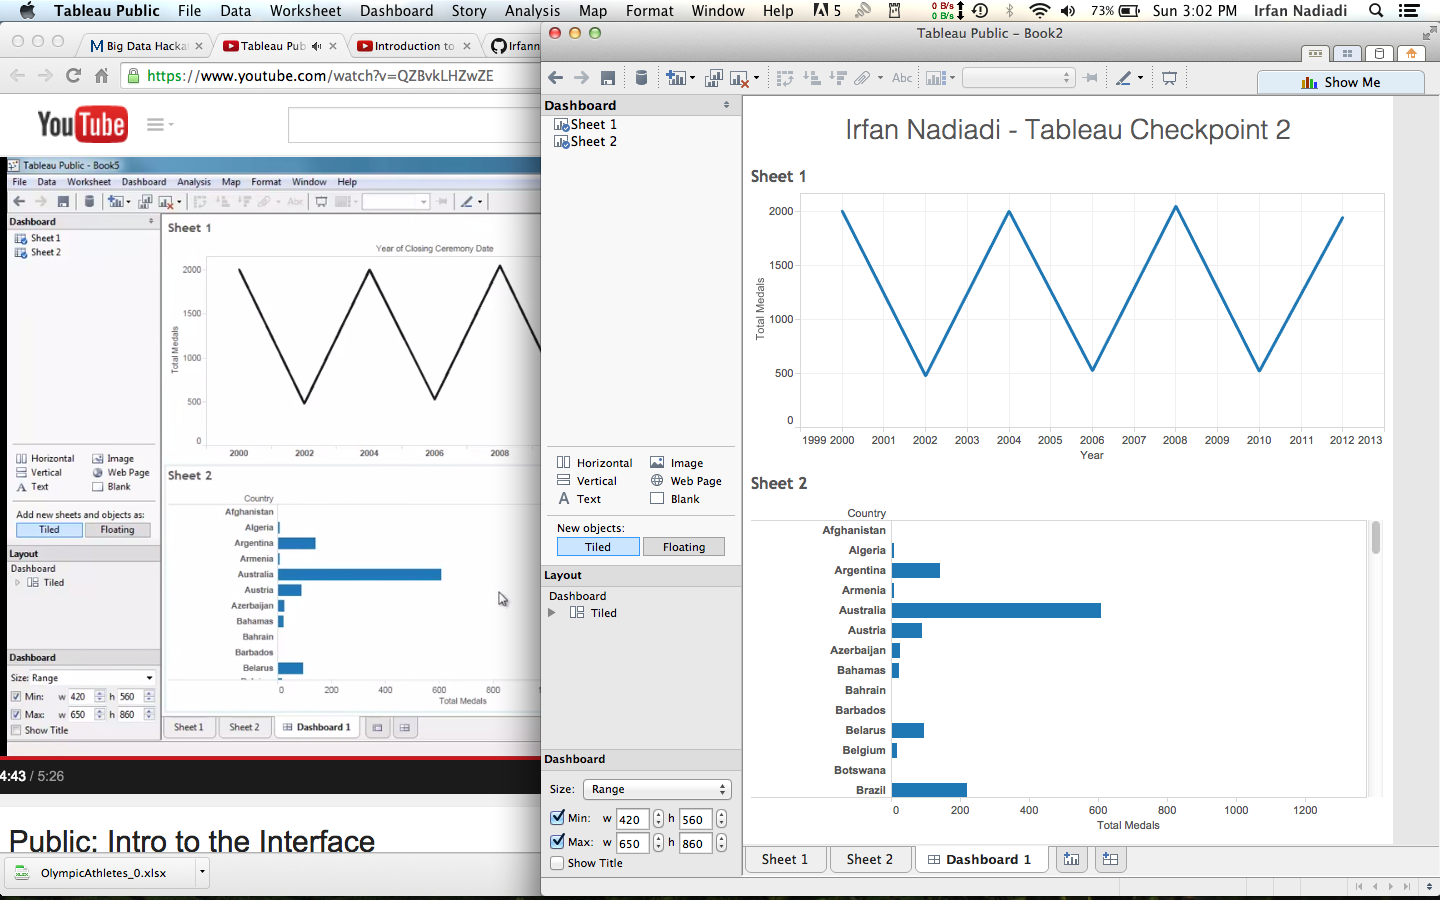 Tableau Public File Data Worksheet Dashboard Story Analysis Map Format Window Help 5 0 B/s 0 B/s 73% Sun 3:02 PM Irfan Nadiadi
Big Data Hacka Tableau Pub Introduction to Irfann
https://www.youtube.com/watch?v=QZBvkLHZwZE
YouTube
Tableau Public - Book5
File Data Worksheet Dashboard Analysis Map Format Window Help
Abc
Dashboard
Sheet 1
Sheet 2
Horizontal Image
Vertical Web Page
Text Blank
Add new sheets and objects as:
Tiled Floating
Layout
Dashboard
Tiled
Dashboard
Size: Range
Min: w 420 h 560
Max: w 650 h 860
Show Title
Sheet 1
Year of Closing Ceremony Date
Total Medals
2000
1500
1000
500
0
2000 2002 2004 2006 2008
Sheet 2
Country
Afghanistan
Algeria
Argentina
Armenia
Australia
Austria
Azerbaijan
Bahamas
Bahrain
Barbados
Belarus
0 200 400 600 800
Total Medals
Sheet 1 Sheet 2 Dashboard 1
4:43 / 5:26
Public: Intro to the Interface
OlympicAthletes_0.xlsx
Tableau Public - Book2
Abc
Show Me
Dashboard
Sheet 1
Sheet 2
Horizontal Image
Vertical Web Page
Text Blank
New objects:
Tiled Floating
Layout
Dashboard
Tiled
Dashboard
Size: Range
Min: w 420 h 560
Max: w 650 h 860
Show Title
Irfan Nadiadi - Tableau Checkpoint 2
Sheet 1
Total Medals
2000
1500
1000
500
0
1999 2000 2001 2002 2003 2004 2005 2006 2007 2008 2009 2010 2011 2012 2013
Year
Sheet 2
Country
Afghanistan
Algeria
Argentina
Armenia
Australia
Austria
Azerbaijan
Bahamas
Bahrain
Barbados
Belarus
Belgium
Botswana
Brazil
0 200 400 600 800 1000 1200
Total Medals
Sheet 1 Sheet 2 Dashboard 1